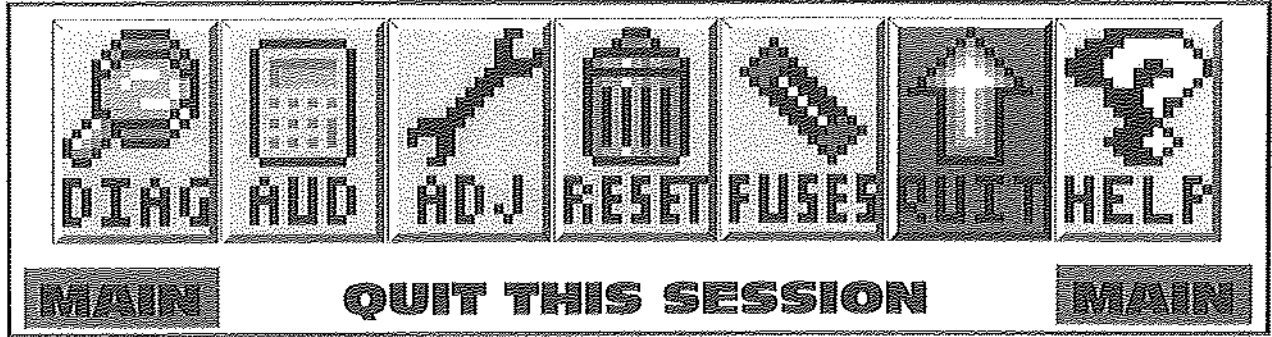 DIAG AUD ADJ RESET FUSES QUIT HELP
MAIN QUIT THIS SESSION MAIN